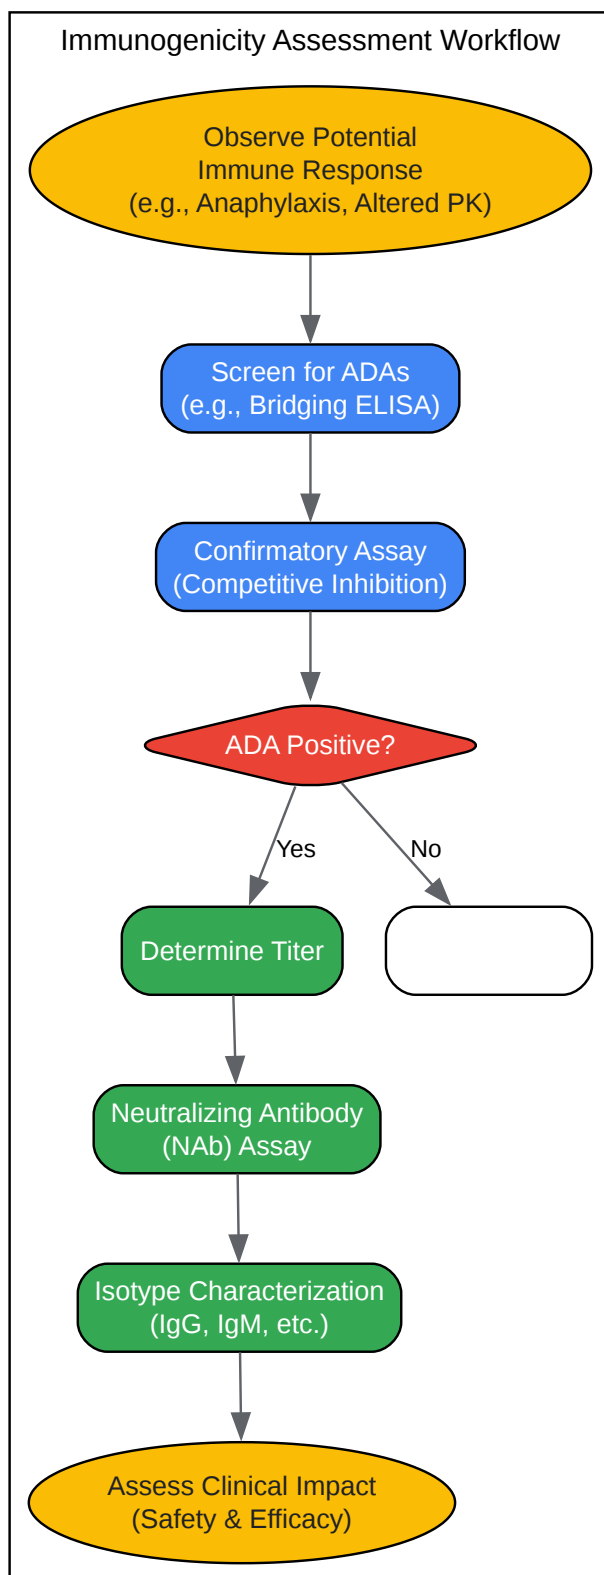 Immunogenicity Assessment Workflow
Observe Potential
Immune Response
(e.g., Anaphylaxis, Altered PK)
Screen for ADAs
(e.g., Bridging ELISA)
Confirmatory Assay
(Competitive Inhibition)
ADA Positive?
Yes
No
Determine Titer
Neutralizing Antibody
(NAb) Assay
Isotype Characterization
(IgG, IgM, etc.)
Assess Clinical Impact
(Safety & Efficacy)